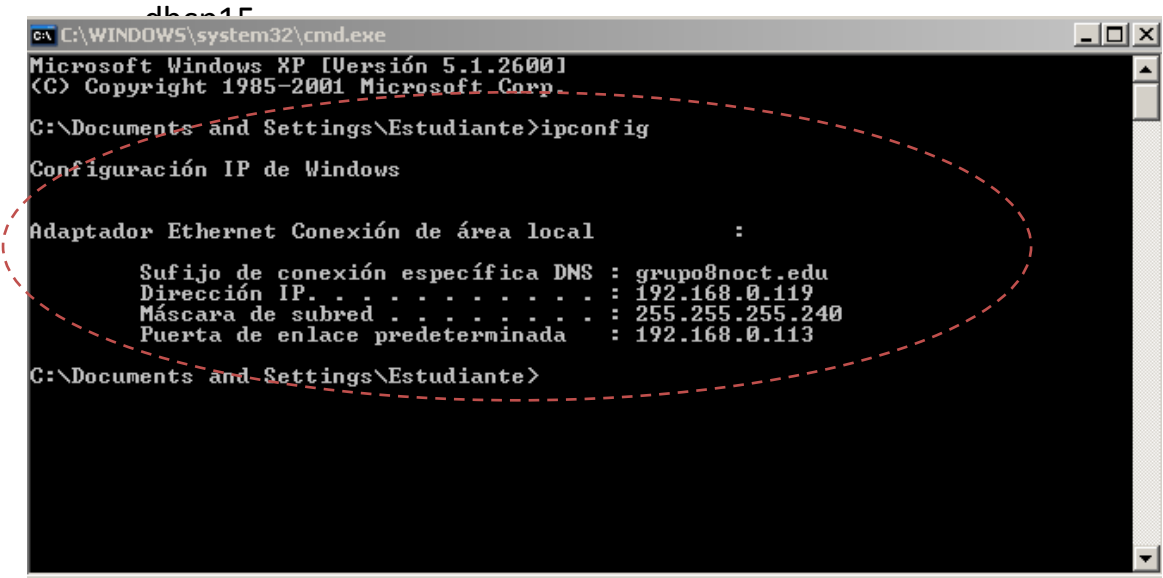 dhcp15
C:\WINDOWS\system32\cmd.exe
Microsoft Windows XP [Versión 5.1.2600]
(C) Copyright 1985-2001 Microsoft Corp.
C:\Documents and Settings\Estudiante>ipconfig
Configuración IP de Windows
Adaptador Ethernet Conexión de área local :
Sufijo de conexión específica DNS : grupo8noct.edu
Dirección IP. . . . . . . . . . . : 192.168.0.119
Máscara de subred . . . . . . . . : 255.255.255.240
Puerta de enlace predeterminada : 192.168.0.113
C:\Documents and Settings\Estudiante>